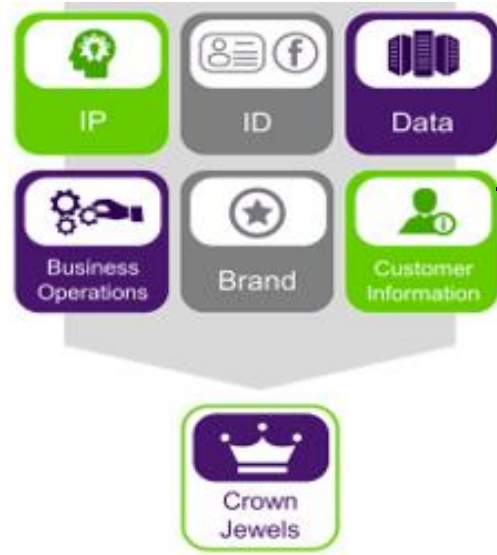 IP
ID
Data
Business
Operations
Brand
Customer
Information
Crown
Jewels